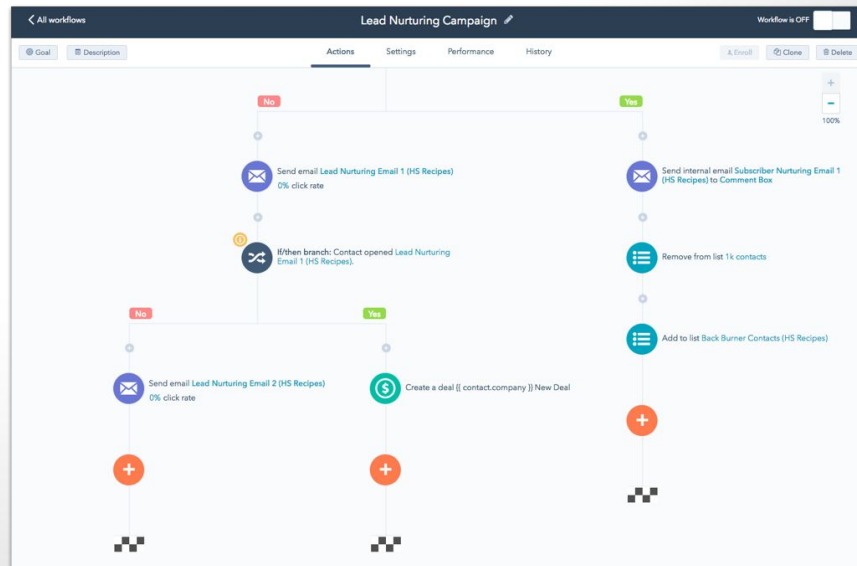 All workflows
Lead Nurturing Campaign
Workflow is OFF
Goal
Description
Actions
Settings
Performance
History
Enroll
Clone
Delete
100%
No
Yes
Send email Lead Nurturing Email 1 (HS Recipes)
0% click rate
Send internal email Subscriber Nurturing Email 1
(HS Recipes) to Comment Box
If/then branch: Contact opened Lead Nurturing
Email 1 (HS Recipes).
Remove from list 1k contacts
No
Yes
Add to list Back Burner Contacts (HS Recipes)
Send email Lead Nurturing Email 2 (HS Recipes)
0% click rate
Create a deal {{ contact.company }} New Deal